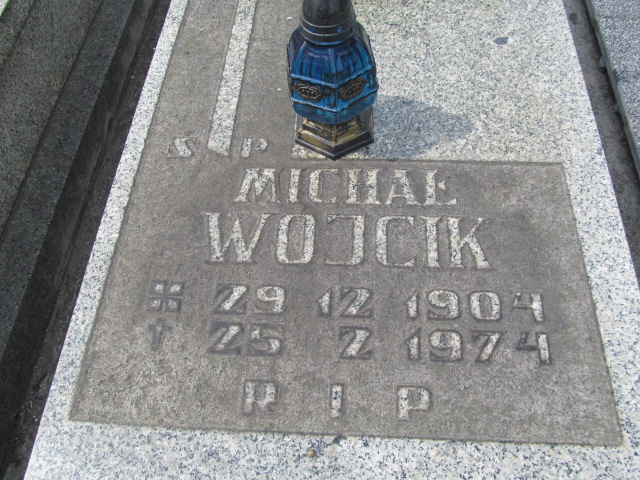 Ś P
MICHAŁ
WÓJCIK
* 29 12 1904
† 25 2 1974
R I P